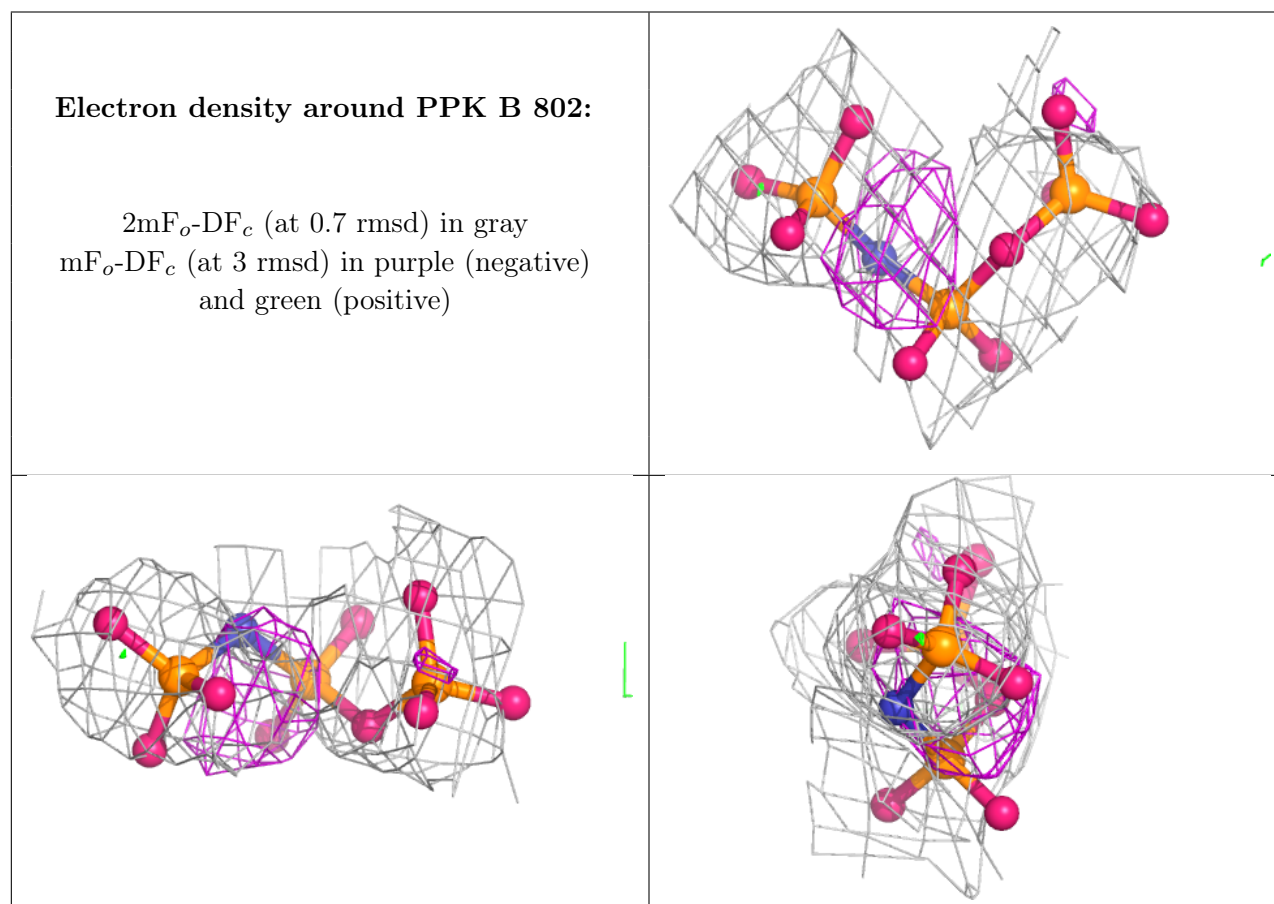 Electron density around PPK B 802:
2mFo-DFc (at 0.7 rmsd) in gray
mFo-DFc (at 3 rmsd) in purple (negative)
and green (positive)